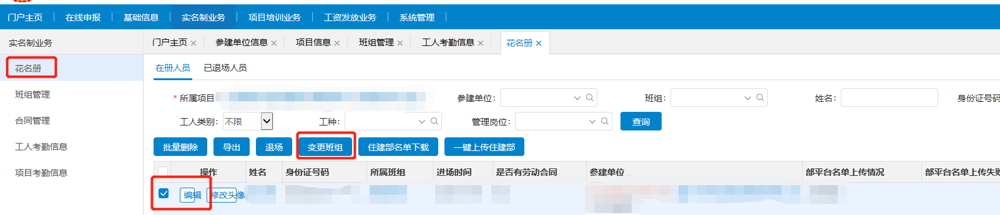 门户主页 在线申报 基础信息 实名制业务 项目培训业务 工资发放业务 系统管理
实名制业务
门户主页 × 参建单位信息 × 项目信息 × 班组管理 × 工人考勤信息 × 花名册 ×
花名册
班组管理
合同管理
工人考勤信息
项目考勤信息
在册人员 已退场人员
* 所属项目 参建单位: 班组: 姓名: 身份证号码
工人类别: 不限 工种: 管理岗位: 查询
批量删除 导出 退场 变更班组 住建部名单下载 一键上传住建部
操作 姓名 身份证号码 所属班组 进场时间 是否有劳动合同 参建单位 部平台名单上传情况 部平台名单上传失败
编辑 修改头像